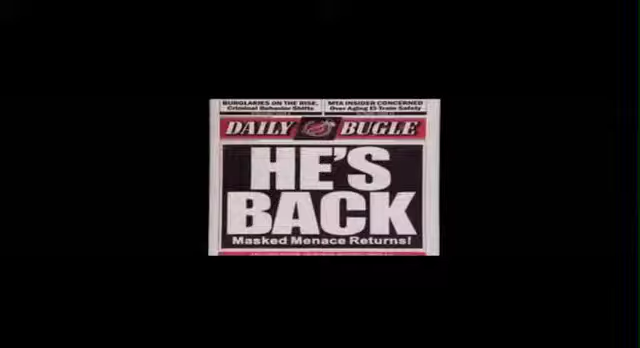 BURGLARIES ON THE RISE,
Criminal Behavior Shifts
MTA INSIDER CONCERNED
Over Aging El Train Safety
DAILY BUGLE
HE'S
BACK
Masked Menace Returns!